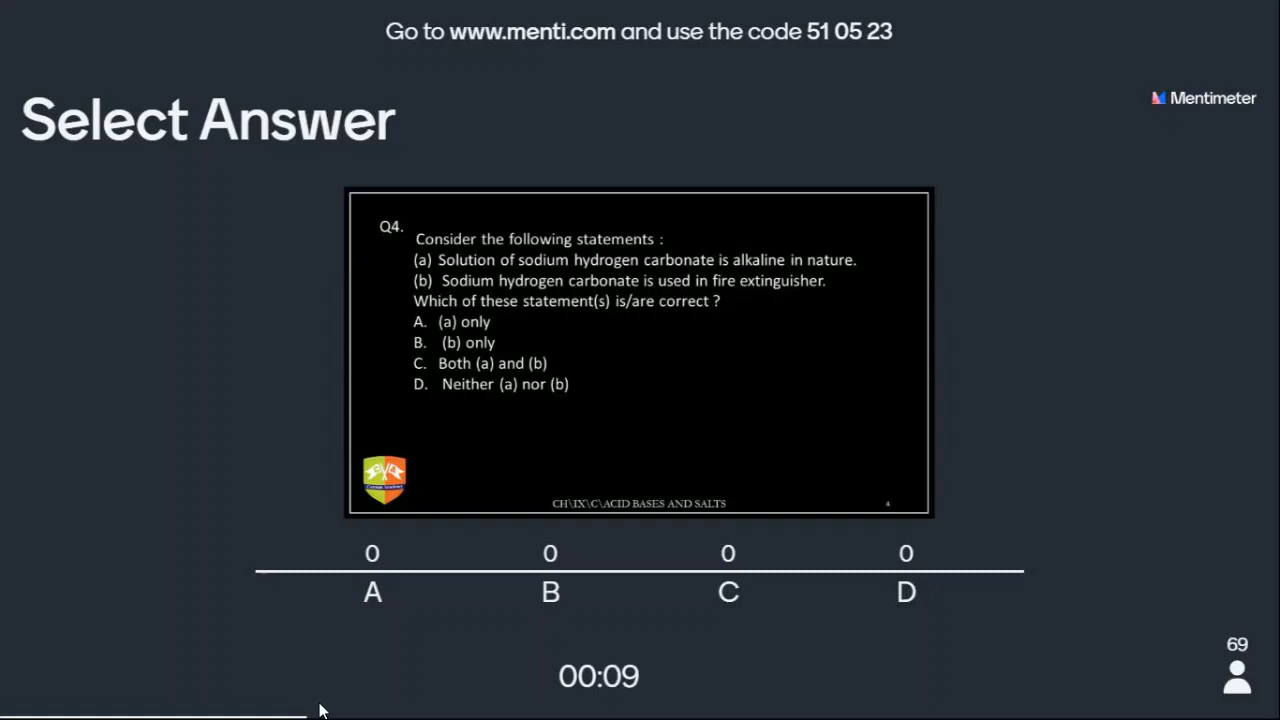 Go to www.menti.com and use the code 51 05 23
Select Answer
Mentimeter
Q4.
Consider the following statements :
(a) Solution of sodium hydrogen carbonate is alkaline in nature.
(b) Sodium hydrogen carbonate is used in fire extinguisher.
Which of these statement(s) is/are correct ?
A. (a) only
B. (b) only
C. Both (a) and (b)
D. Neither (a) nor (b)
CH\IX\C\ACID BASES AND SALTS 4
0 0 0 0
A B C D
69
00:09